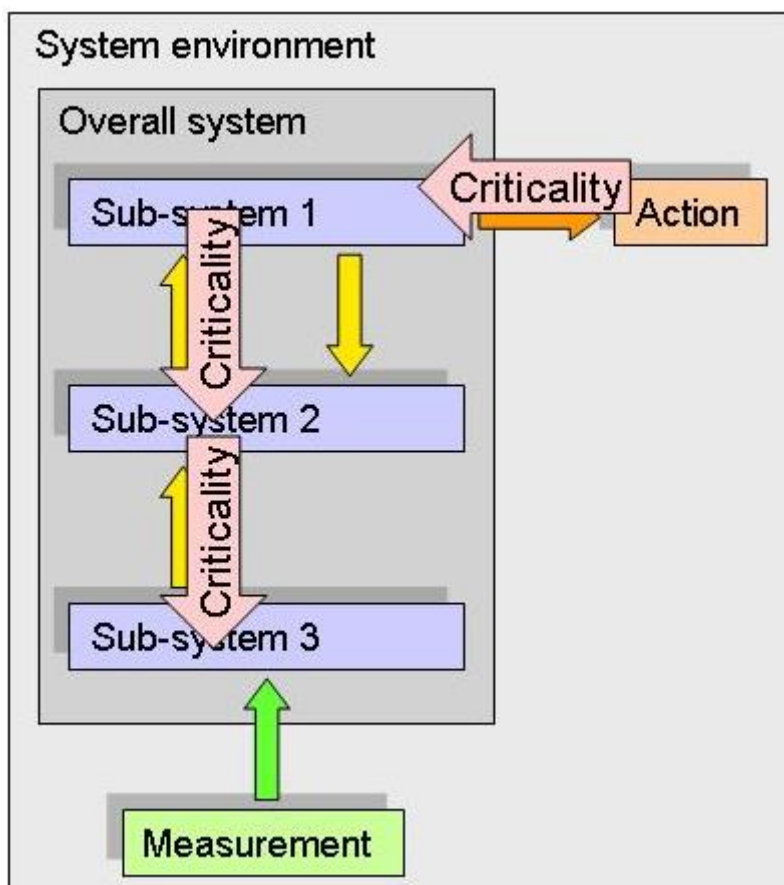 System environment
Overall system
Sub-system 1
Criticality
Action
Criticality
Sub-system 2
Criticality
Sub-system 3
Measurement